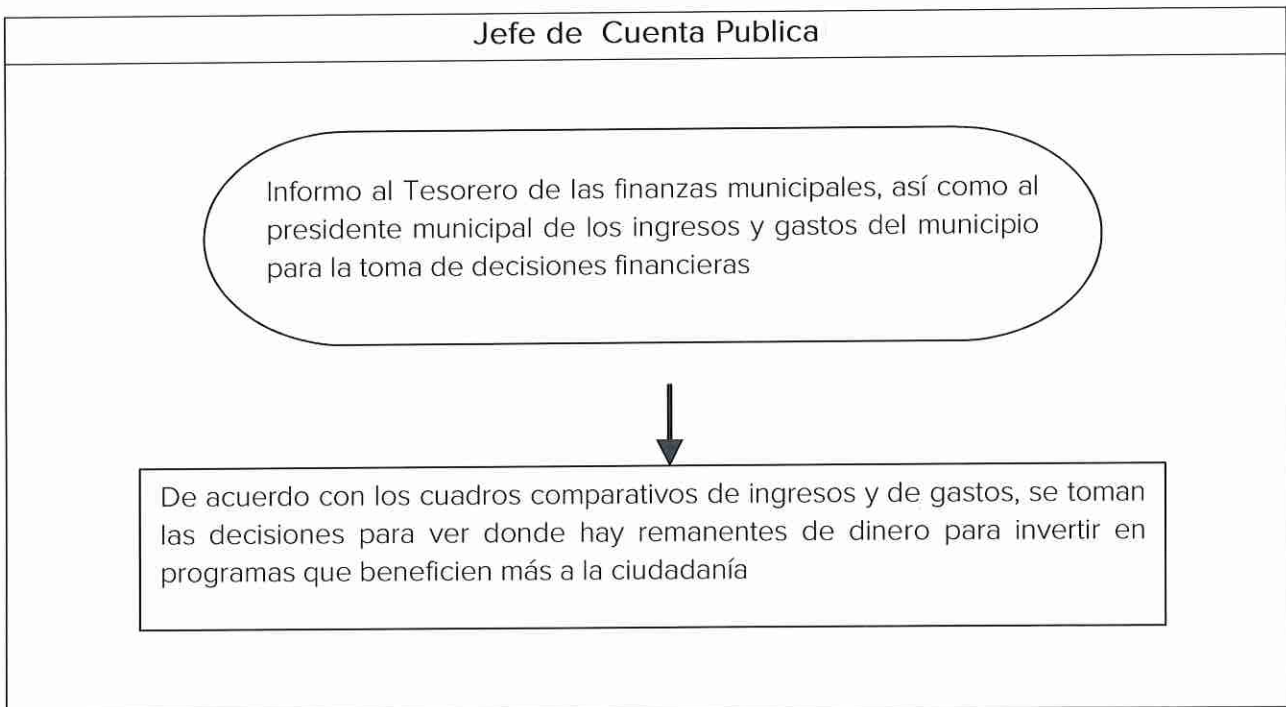 Jefe de Cuenta Publica
Informo al Tesorero de las finanzas municipales, así como al
presidente municipal de los ingresos y gastos del municipio
para la toma de decisiones financieras
De acuerdo con los cuadros comparativos de ingresos y de gastos, se toman
las decisiones para ver donde hay remanentes de dinero para invertir en
programas que beneficien más a la ciudadanía